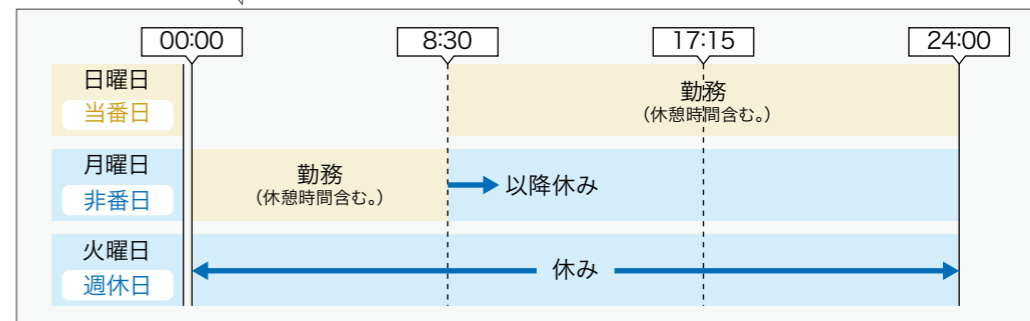 00:00 8:30 17:15 24:00
日曜日
当番日
勤務
(休憩時間含む。)
月曜日
非番日
勤務
(休憩時間含む。)
以降休み
火曜日
週休日
休み